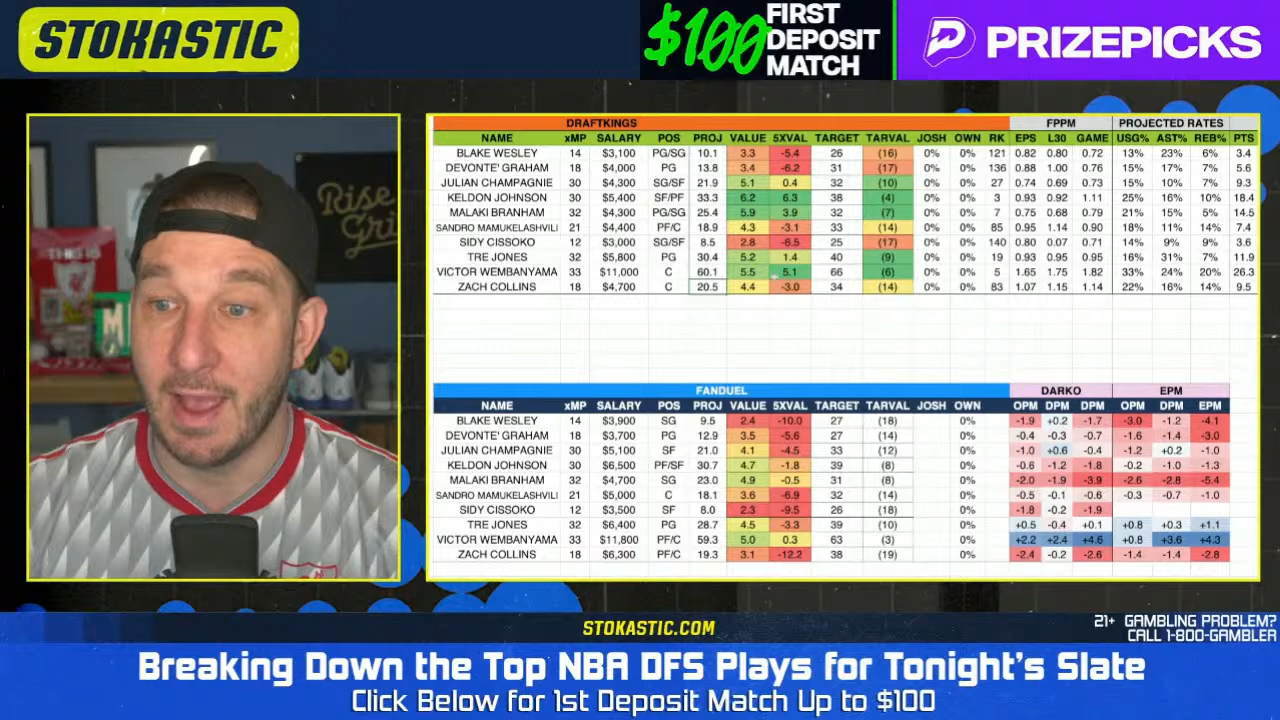 STOKASTIC
$100 FIRST DEPOSIT MATCH
PRIZEPICKS
Rise
Gri
DRAFTKINGS FPPM PROJECTED RATES
NAME xMP SALARY POS PROJ VALUE 5XVAL TARGET TARVAL JOSH OWN RK EPS L30 GAME USG% AST% REB% PTS
BLAKE WESLEY 14 $3,100 PG/SG 10.1 3.3 -5.4 26 (16) 0% 0% 121 0.82 0.80 0.72 13% 23% 6% 3.4
DEVONTE' GRAHAM 18 $4,000 PG 13.8 3.4 -6.2 31 (17) 0% 0% 136 0.88 1.00 0.76 15% 17% 7% 5.6
JULIAN CHAMPAGNIE 30 $4,300 SG/SF 21.9 5.1 0.4 32 (10) 0% 0% 27 0.74 0.69 0.73 15% 10% 7% 9.3
KELDON JOHNSON 30 $5,400 SF/PF 33.3 6.2 6.3 38 (4) 0% 0% 3 0.93 0.92 1.11 25% 16% 10% 18.4
MALAKI BRANHAM 32 $4,300 PG/SG 25.4 5.9 3.9 32 (7) 0% 0% 7 0.75 0.68 0.79 21% 15% 5% 14.5
SANDRO MAMUKELASHVILI 21 $4,400 PF/C 18.9 4.3 -3.1 33 (14) 0% 0% 85 0.95 1.14 0.90 18% 11% 14% 7.4
SIDY CISSOKO 12 $3,000 SG/SF 8.5 2.8 -6.5 25 (17) 0% 0% 140 0.80 0.07 0.71 14% 9% 9% 3.6
TRE JONES 32 $5,800 PG 30.4 5.2 1.4 40 (9) 0% 0% 19 0.93 0.95 0.95 16% 31% 7% 11.9
VICTOR WEMBANYAMA 33 $11,000 C 60.1 5.5 5.1 66 (6) 0% 0% 5 1.65 1.75 1.82 33% 24% 20% 26.3
ZACH COLLINS 18 $4,700 C 20.5 4.4 -3.0 34 (14) 0% 0% 83 1.07 1.15 1.14 22% 16% 14% 9.5
FANDUEL DARKO EPM
NAME xMP SALARY POS PROJ VALUE 5XVAL TARGET TARVAL JOSH OWN OPM DPM DPM OPM DPM EPM
BLAKE WESLEY 14 $3,900 SG 9.5 2.4 -10.0 27 (18) 0% -1.9 +0.2 -1.7 -3.0 -1.2 -4.1
DEVONTE' GRAHAM 18 $3,700 PG 12.9 3.5 -5.6 27 (14) 0% -0.4 -0.3 -0.7 -1.6 -1.4 -3.0
JULIAN CHAMPAGNIE 30 $5,100 SF 21.0 4.1 -4.5 33 (12) 0% -1.0 +0.6 -0.4 -1.2 +0.2 -1.0
KELDON JOHNSON 30 $6,500 PF/SF 30.7 4.7 -1.8 39 (8) 0% -0.6 -1.2 -1.8 -0.2 -1.0 -1.3
MALAKI BRANHAM 32 $4,700 SG 23.0 4.9 -0.5 31 (8) 0% -2.0 -1.9 -3.9 -2.6 -2.8 -5.4
SANDRO MAMUKELASHVILI 21 $5,000 C 18.1 3.6 -6.9 32 (14) 0% -0.5 -0.1 -0.6 -0.3 -0.7 -1.0
SIDY CISSOKO 12 $3,500 SF 8.0 2.3 -9.5 26 (18) 0% -1.8 -0.2 -1.9
TRE JONES 32 $6,400 PG 28.7 4.5 -3.3 39 (10) 0% +0.5 -0.4 +0.1 +0.8 +0.3 +1.1
VICTOR WEMBANYAMA 33 $11,800 PF/C 59.3 5.0 0.3 63 (3) 0% +2.2 +2.4 +4.6 +0.8 +3.6 +4.3
ZACH COLLINS 18 $6,300 PF/C 19.3 3.1 -12.2 38 (19) 0% -2.4 -0.2 -2.6 -1.4 -1.4 -2.8
STOKASTIC.COM
21+ GAMBLING PROBLEM?
CALL 1-800-GAMBLER
Breaking Down the Top NBA DFS Plays for Tonight's Slate
Click Below for 1st Deposit Match Up to $100